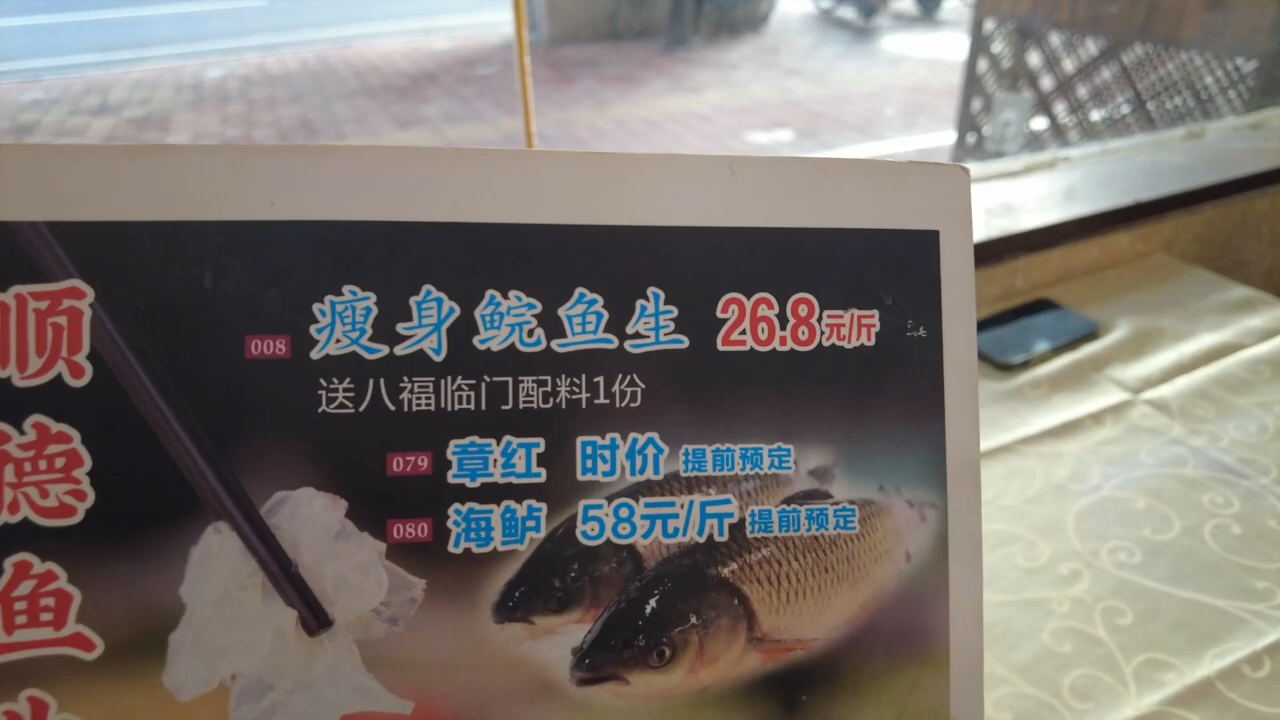 顺德鱼生
008 瘦身鲩鱼生 26.8元/斤
送八福临门配料1份
079 章红 时价 提前预定
080 海鲈 58元/斤 提前预定